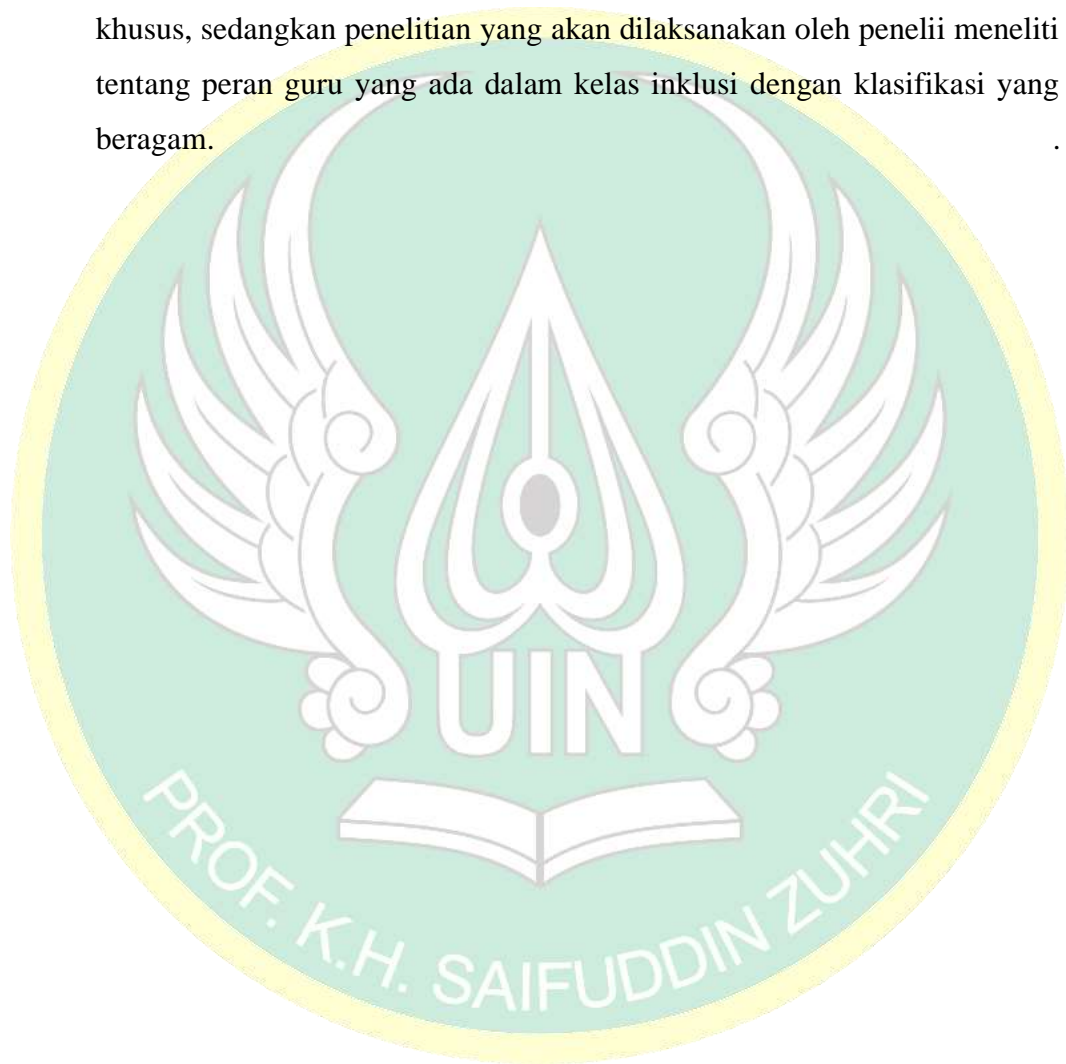 khusus, sedangkan penelitian yang akan dilaksanakan oleh penelii meneliti
tentang peran guru yang ada dalam kelas inklusi dengan klasifikasi yang
beragam. .
UIN
PROF. K.H. SAIFUDDIN ZUHRI